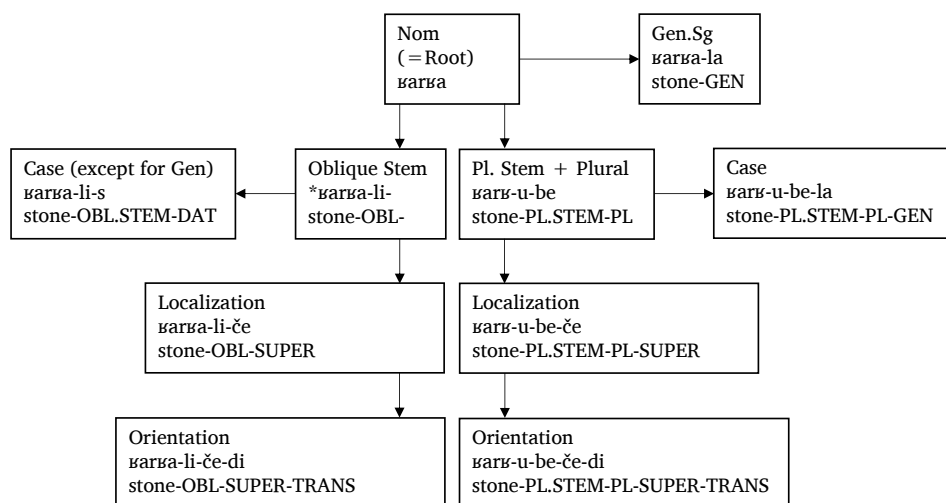 Nom
(=Root)
ʁarʁa
Gen.Sg
ʁarʁa-la
stone-GEN
Case (except for Gen)
ʁarʁa-li-s
stone-OBL.STEM-DAT
Oblique Stem
*ʁarʁa-li-
stone-OBL-
Pl. Stem + Plural
ʁarʁ-u-be
stone-PL.STEM-PL
Case
ʁarʁ-u-be-la
stone-PL.STEM-PL-GEN
Localization
ʁarʁa-li-če
stone-OBL-SUPER
Localization
ʁarʁ-u-be-če
stone-PL.STEM-PL-SUPER
Orientation
ʁarʁa-li-če-di
stone-OBL-SUPER-TRANS
Orientation
ʁarʁ-u-be-če-di
stone-PL.STEM-PL-SUPER-TRANS